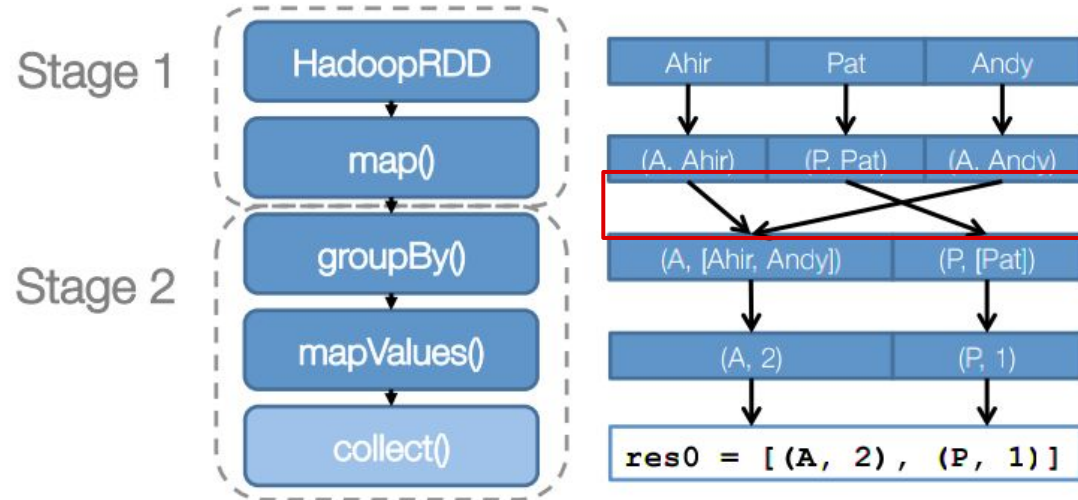 Stage 1
HadoopRDD
map()
Stage 2
groupBy()
mapValues()
collect()
Ahir Pat Andy
(A, Ahir) (P, Pat) (A, Andy)
(A, [Ahir, Andy]) (P, [Pat])
(A, 2) (P, 1)
res0 = [(A, 2), (P, 1)]